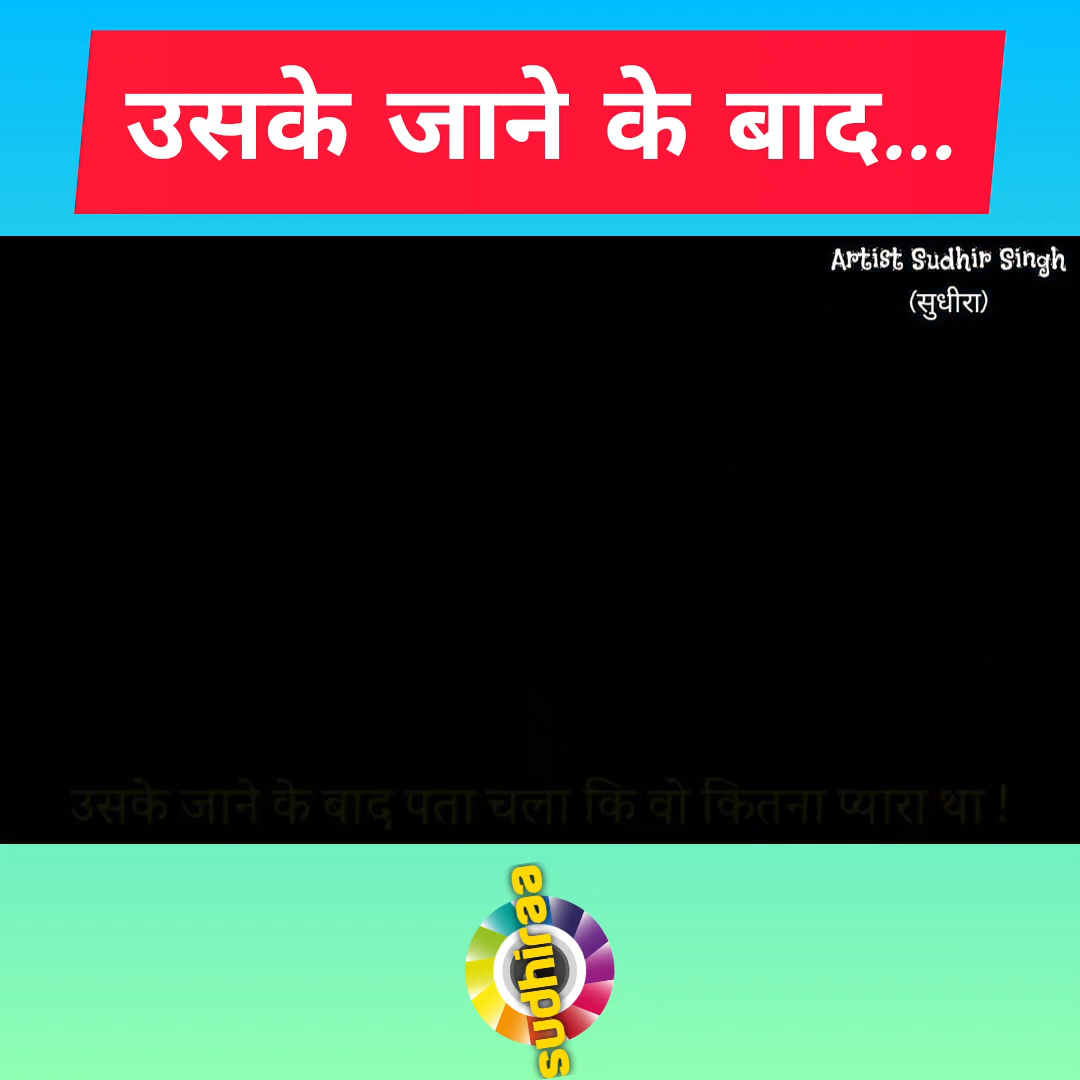 उसके जाने के बाद...
Artist Sudhir Singh
(सुधीरा)
उसके जाने के बाद पता चला कि वो कितना प्यारा था !
sudhiraa